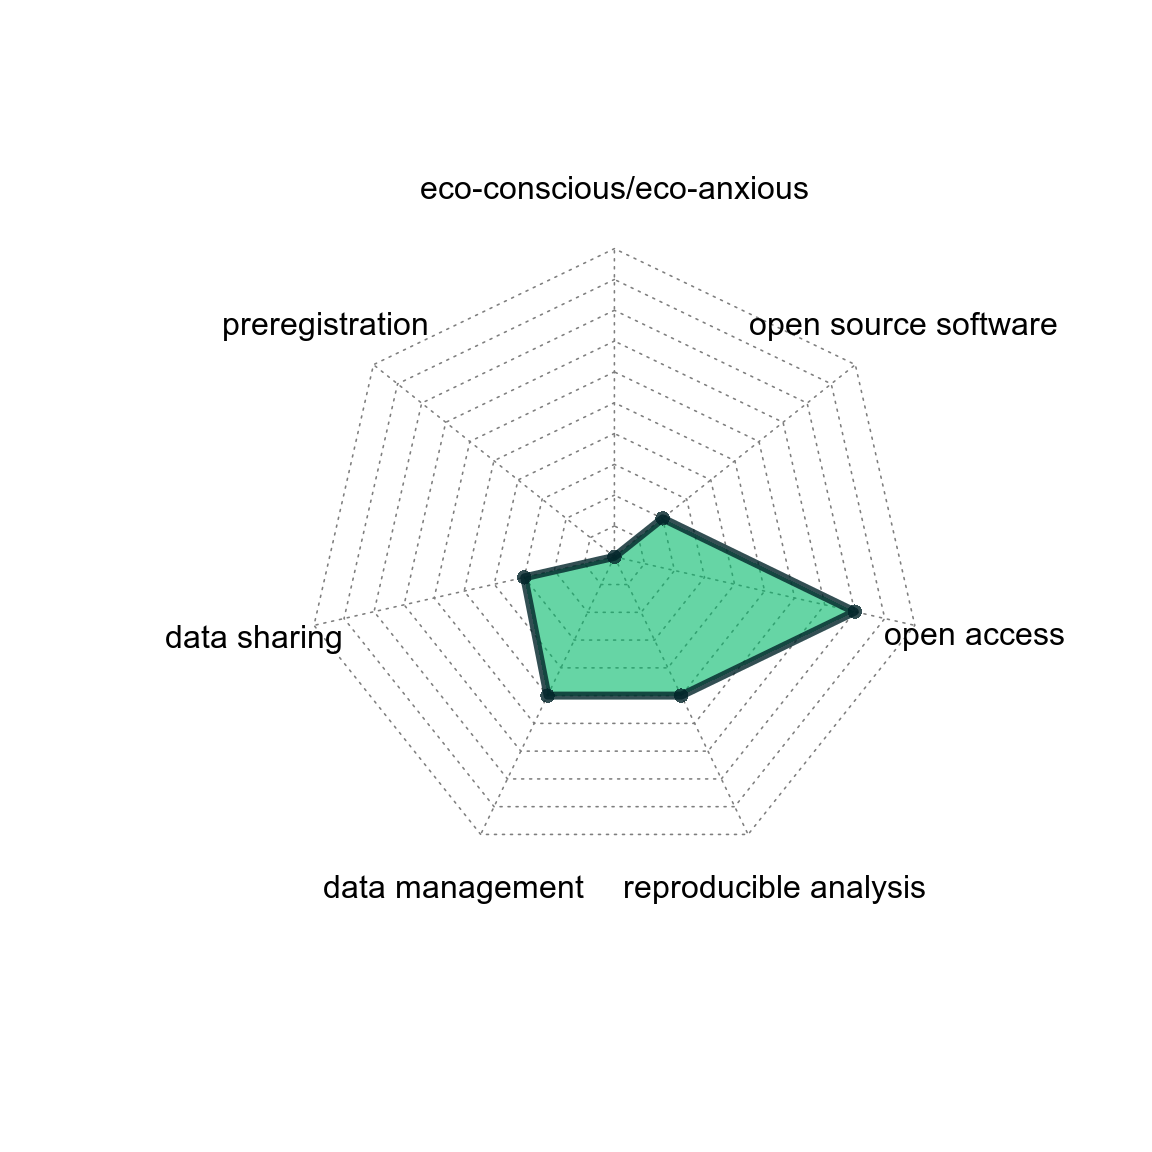 eco-conscious/eco-anxious
preregistration
open source software
data sharing
open access
data management
reproducible analysis